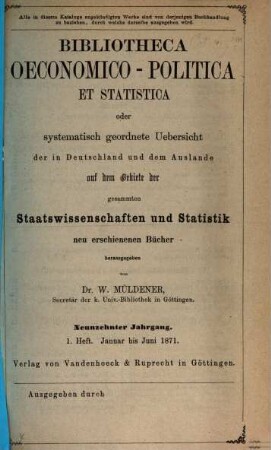 Alle in diesem Kataloge angekündigten Werke sind von derjenigen Buchhandlung
zu beziehen, durch welche derselbe ausgegeben wird.
BIBLIOTHECA
OECONOMICO - POLITICA
ET STATISTICA
oder
systematisch geordnete Uebersicht
der in Deutschland und dem Auslande
auf dem Gebiete der
gesammten
Staatswissenschaften und Statistik
neu erschienenen Bücher
herausgegeben
von
Dr. W. MÜLDENER,
Secretär der k. Univ.-Bibliothek in Göttingen.
Neunzehnter Jahrgang.
1. Heft. Januar bis Juni 1871.
Verlag von Vandenhoeck & Ruprecht in Göttingen.
Ausgegeben durch